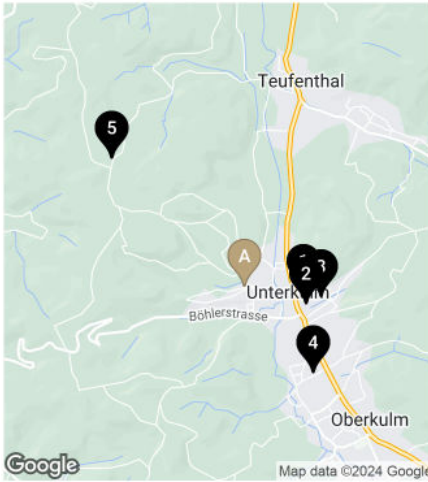 Teufenthal
5
A
3
2
Unterkulm
Böhlerstrasse
4
Oberkulm
Google
Map data ©2024 Google